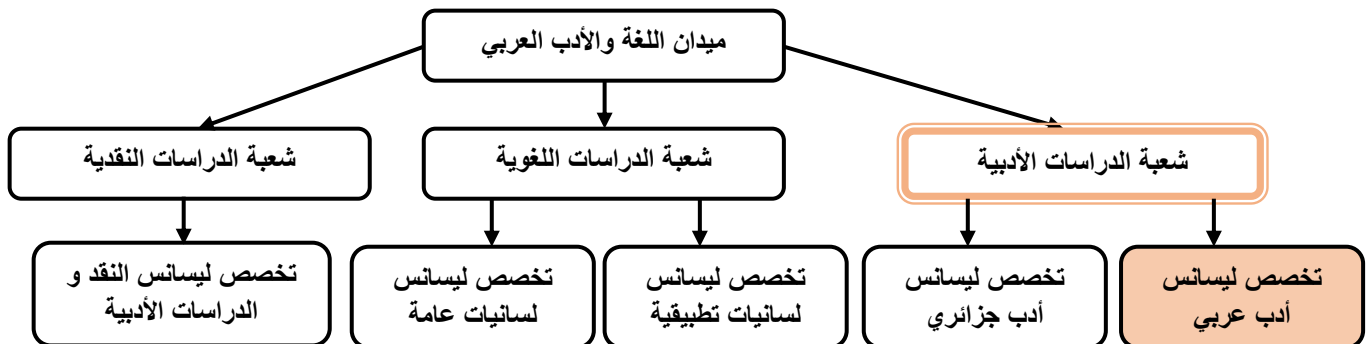 ميدان اللغة والأدب العربي
شعبة الدراسات الأدبية
شعبة الدراسات اللغوية
شعبة الدراسات النقدية
تخصص ليسانس
أدب عربي
تخصص ليسانس
أدب جزائري
تخصص ليسانس
لسانيات تطبيقية
تخصص ليسانس
لسانيات عامة
تخصص ليسانس النقد و
الدراسات الأدبية